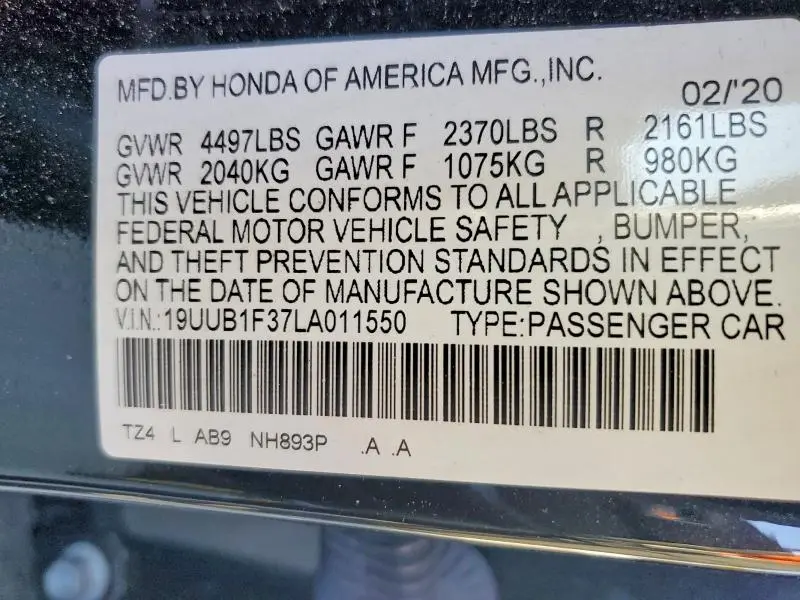 MFD.BY HONDA OF AMERICA MFG.,INC.
02/'20
GVWR 4497LBS GAWR F 2370LBS R 2161LBS
GVWR 2040KG GAWR F 1075KG R 980KG
THIS VEHICLE CONFORMS TO ALL APPLICABLE
FEDERAL MOTOR VEHICLE SAFETY , BUMPER,
AND THEFT PREVENTION STANDARDS IN EFFECT
ON THE DATE OF MANUFACTURE SHOWN ABOVE.
V.I.N.:19UUB1F37LA011550 TYPE:PASSENGER CAR
TZ4 L AB9 NH893P .A .A